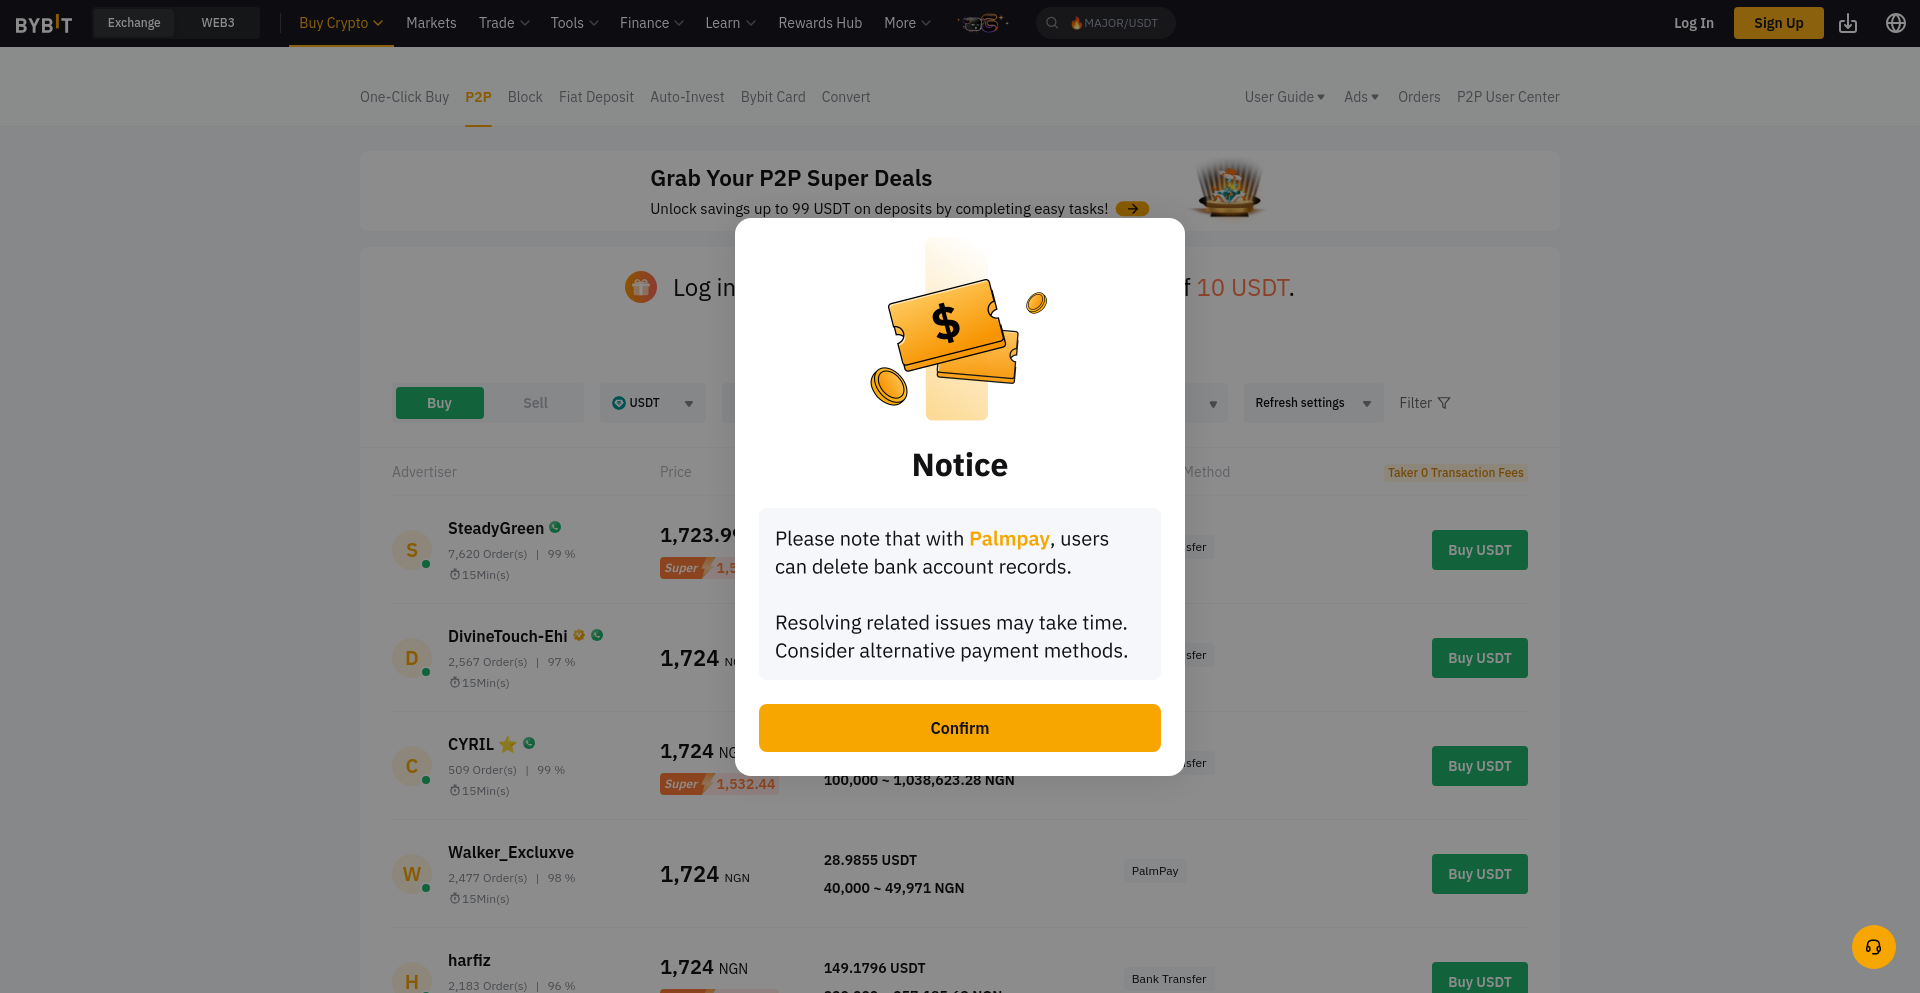 BYBIT Exchange WEB3 Buy Crypto Markets Trade Tools Finance Learn Rewards Hub More 🔥MAJOR/USDT Log In Sign Up
One-Click Buy P2P Block Fiat Deposit Auto-Invest Bybit Card Convert User Guide Ads Orders P2P User Center
Grab Your P2P Super Deals
Unlock savings up to 99 USDT on deposits by completing easy tasks!
Log in 10 USDT.
$
Buy Sell USDT Refresh settings Filter
Notice
Advertiser Price Method Taker 0 Transaction Fees
Please note that with Palmpay, users
can delete bank account records.
Resolving related issues may take time.
Consider alternative payment methods.
Confirm
S SteadyGreen
7,620 Order(s) | 99 %
15Min(s)
1,723.9
Super
Buy USDT
D DivineTouch-Ehi
2,567 Order(s) | 97 %
15Min(s)
1,724
Buy USDT
C CYRIL ⭐
509 Order(s) | 99 %
15Min(s)
1,724
Super 1,532.44
100,000 ~ 1,038,623.28 NGN
Buy USDT
W Walker_Excluxve
2,477 Order(s) | 98 %
15Min(s)
1,724 NGN
28.9855 USDT
40,000 ~ 49,971 NGN
PalmPay
Buy USDT
H harfiz
2,183 Order(s) | 96 %
1,724 NGN
149.1796 USDT
Bank Transfer
Buy USDT